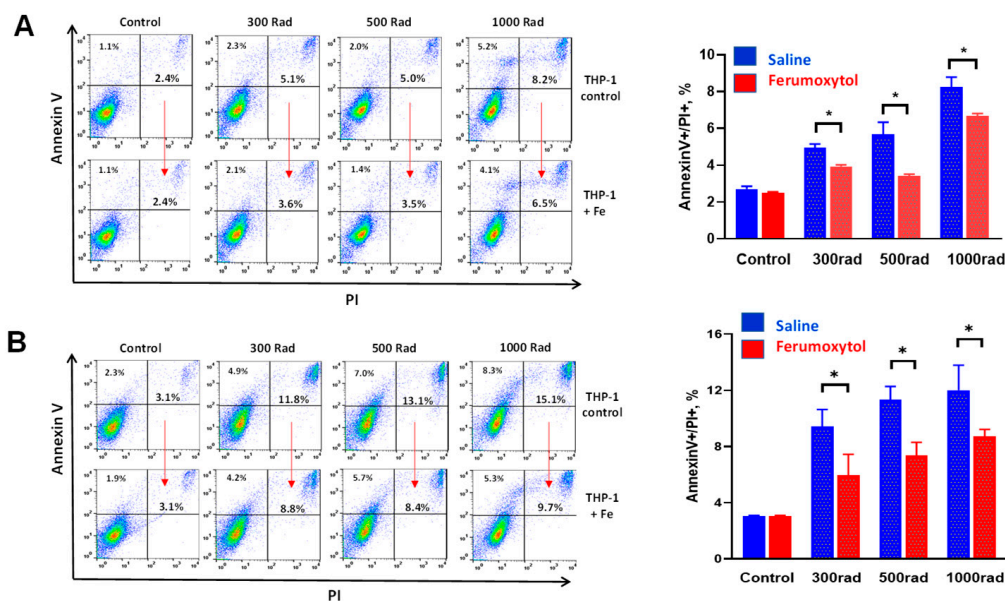 A
Control
300 Rad
500 Rad
1000 Rad
Annexin V
1.1%
2.4%
2.3%
5.1%
2.0%
5.0%
5.2%
8.2%
THP-1
control
1.1%
2.4%
2.1%
3.6%
1.4%
3.5%
4.1%
6.5%
THP-1
+ Fe
PI
AnnexinV+/PI+, %
10
8
6
4
2
0
Saline
Ferumoxytol
*
*
*
Control
300rad
500rad
1000rad
B
Control
300 Rad
500 Rad
1000 Rad
Annexin V
2.3%
3.1%
4.9%
11.8%
7.0%
13.1%
8.3%
15.1%
THP-1
control
1.9%
3.1%
4.2%
8.8%
5.7%
8.4%
5.3%
9.7%
THP-1
+ Fe
PI
AnnexinV+/PI+, %
16
12
8
4
0
Saline
Ferumoxytol
*
*
*
Control
300rad
500rad
1000rad